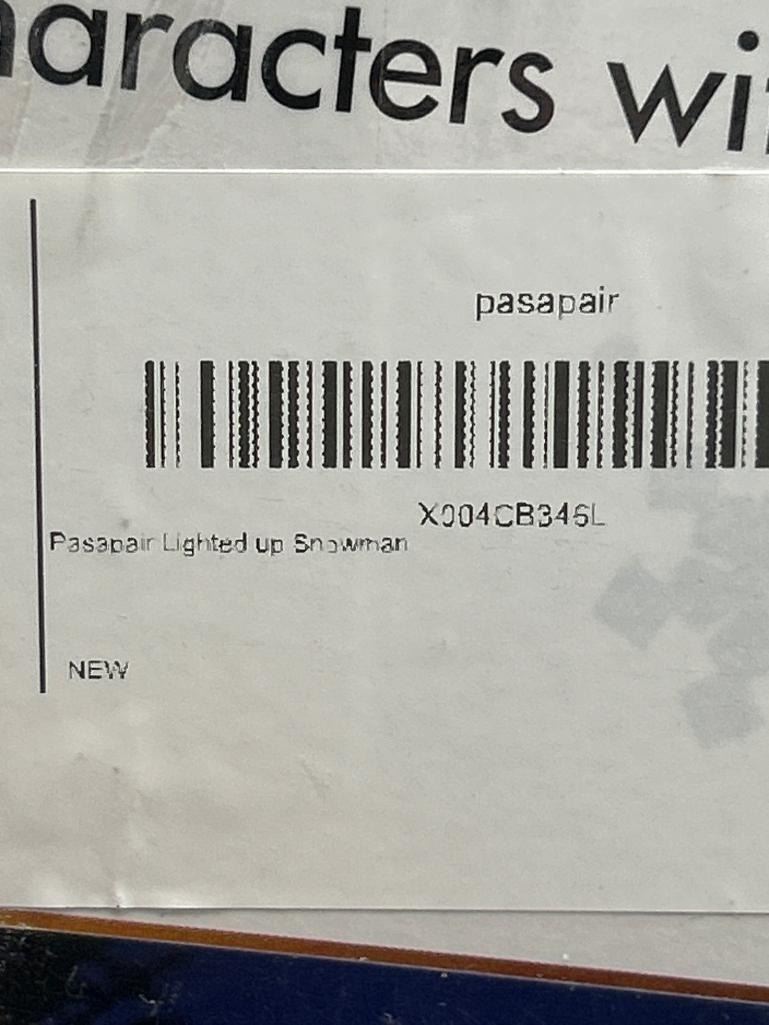 aracters wi
pasapair
X004CB346L
Pasapair Lighted up Snowman
NEW